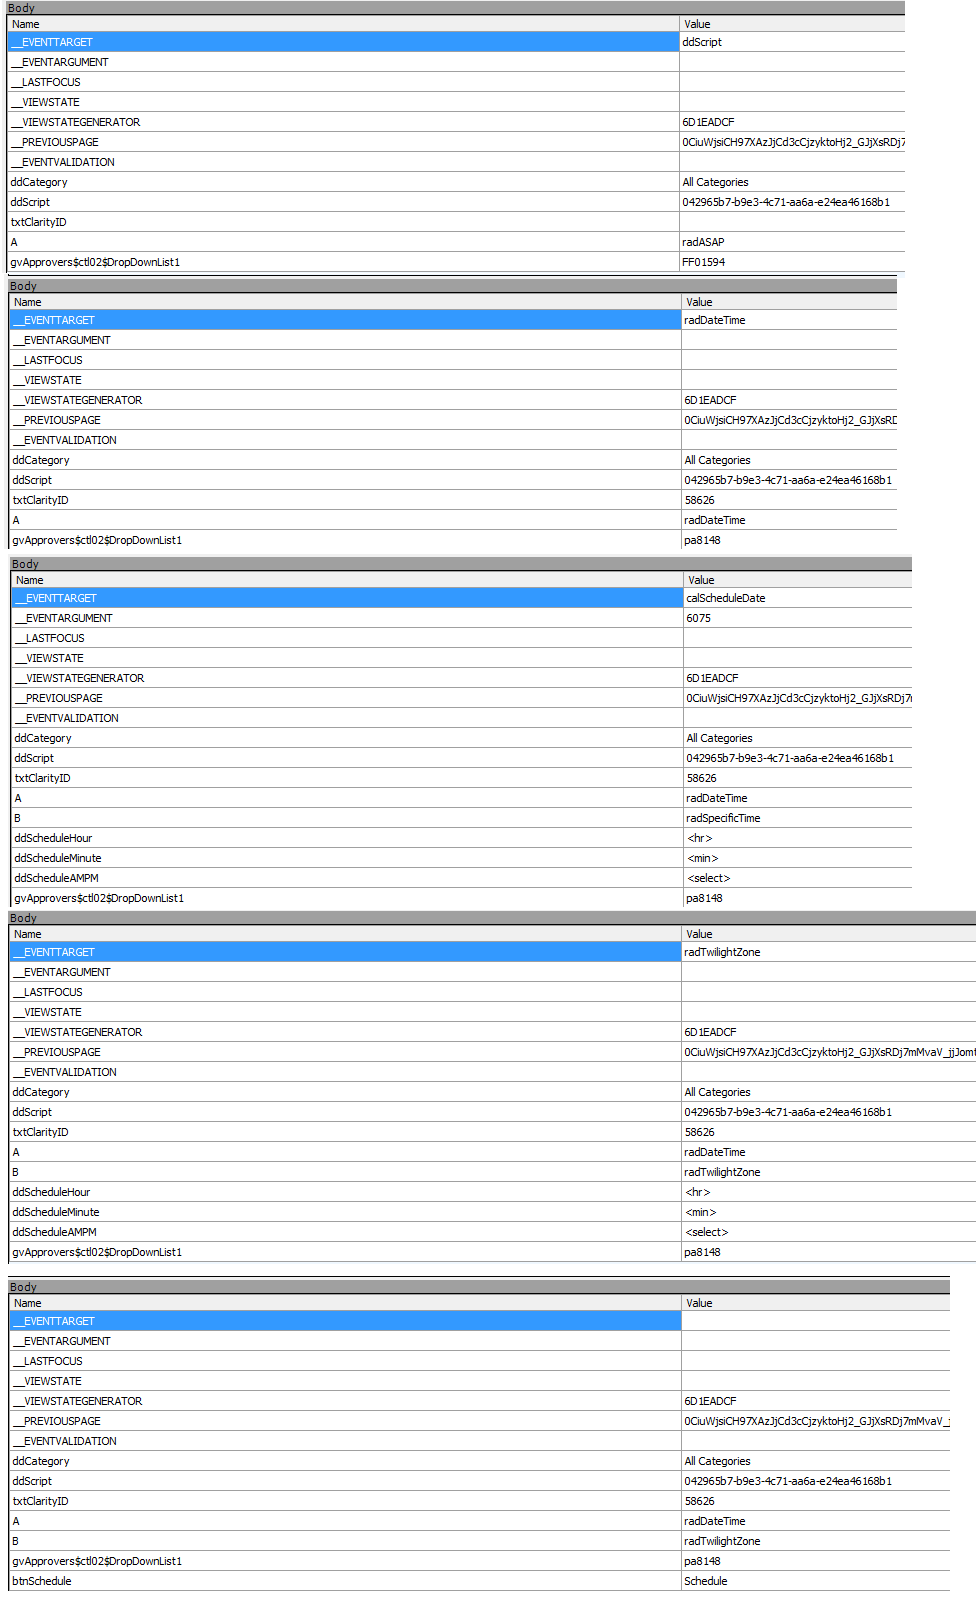 Body
Name Value
__EVENTTARGET ddScript
__EVENTARGUMENT
__LASTFOCUS
__VIEWSTATE
__VIEWSTATEGENERATOR 6D1EADCF
__PREVIOUSPAGE 0CiuWjsiCH97XAzJjCd3cCjzyktoHj2_GJjXsRDj7
__EVENTVALIDATION
ddCategory All Categories
ddScript 042965b7-b9e3-4c71-aa6a-e24ea46168b1
txtClarityID
A radASAP
gvApprovers$ctl02$DropDownList1 FF01594
Body
Name Value
__EVENTTARGET radDateTime
__EVENTARGUMENT
__LASTFOCUS
__VIEWSTATE
__VIEWSTATEGENERATOR 6D1EADCF
__PREVIOUSPAGE 0CiuWjsiCH97XAzJjCd3cCjzyktoHj2_GJjXsRD
__EVENTVALIDATION
ddCategory All Categories
ddScript 042965b7-b9e3-4c71-aa6a-e24ea46168b1
txtClarityID 58626
A radDateTime
gvApprovers$ctl02$DropDownList1 pa8148
Body
Name Value
__EVENTTARGET calScheduleDate
__EVENTARGUMENT 6075
__LASTFOCUS
__VIEWSTATE
__VIEWSTATEGENERATOR 6D1EADCF
__PREVIOUSPAGE 0CiuWjsiCH97XAzJjCd3cCjzyktoHj2_GJjXsRDj7
__EVENTVALIDATION
ddCategory All Categories
ddScript 042965b7-b9e3-4c71-aa6a-e24ea46168b1
txtClarityID 58626
A radDateTime
B radSpecificTime
ddScheduleHour <hr>
ddScheduleMinute <min>
ddScheduleAMPM <select>
gvApprovers$ctl02$DropDownList1 pa8148
Body
Name Value
__EVENTTARGET radTwilightZone
__EVENTARGUMENT
__LASTFOCUS
__VIEWSTATE
__VIEWSTATEGENERATOR 6D1EADCF
__PREVIOUSPAGE 0CiuWjsiCH97XAzJjCd3cCjzyktoHj2_GJjXsRDj7mMvaV_jjJomt
__EVENTVALIDATION
ddCategory All Categories
ddScript 042965b7-b9e3-4c71-aa6a-e24ea46168b1
txtClarityID 58626
A radDateTime
B radTwilightZone
ddScheduleHour <hr>
ddScheduleMinute <min>
ddScheduleAMPM <select>
gvApprovers$ctl02$DropDownList1 pa8148
Body
Name Value
__EVENTTARGET
__EVENTARGUMENT
__LASTFOCUS
__VIEWSTATE
__VIEWSTATEGENERATOR 6D1EADCF
__PREVIOUSPAGE 0CiuWjsiCH97XAzJjCd3cCjzyktoHj2_GJjXsRDj7mMvaV_j
__EVENTVALIDATION
ddCategory All Categories
ddScript 042965b7-b9e3-4c71-aa6a-e24ea46168b1
txtClarityID 58626
A radDateTime
B radTwilightZone
gvApprovers$ctl02$DropDownList1 pa8148
btnSchedule Schedule